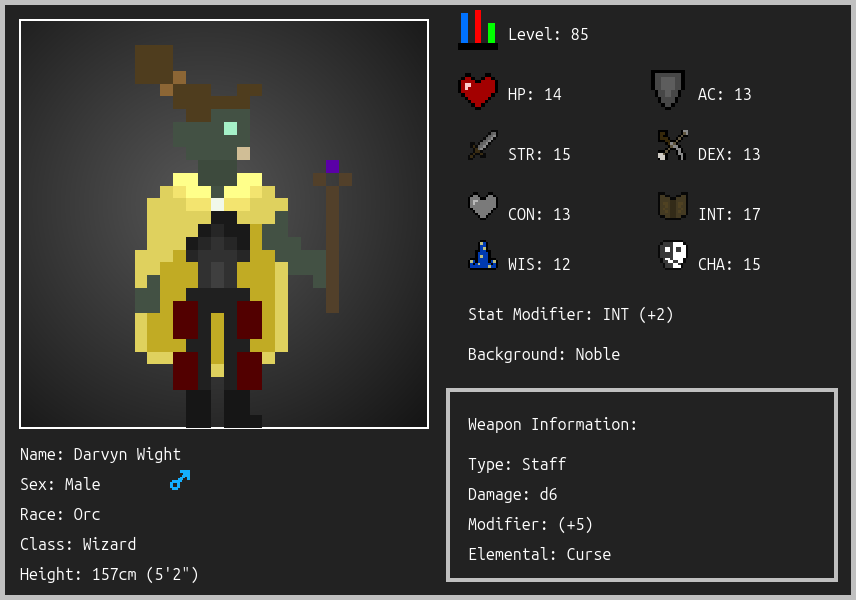 Level: 85
HP: 14
AC: 13
STR: 15
DEX: 13
CON: 13
INT: 17
WIS: 12
CHA: 15
Stat Modifier: INT (+2)
Background: Noble
Weapon Information:
Type: Staff
Damage: d6
Modifier: (+5)
Elemental: Curse
Name: Darvyn Wight
Sex: Male
Race: Orc
Class: Wizard
Height: 157cm (5'2")